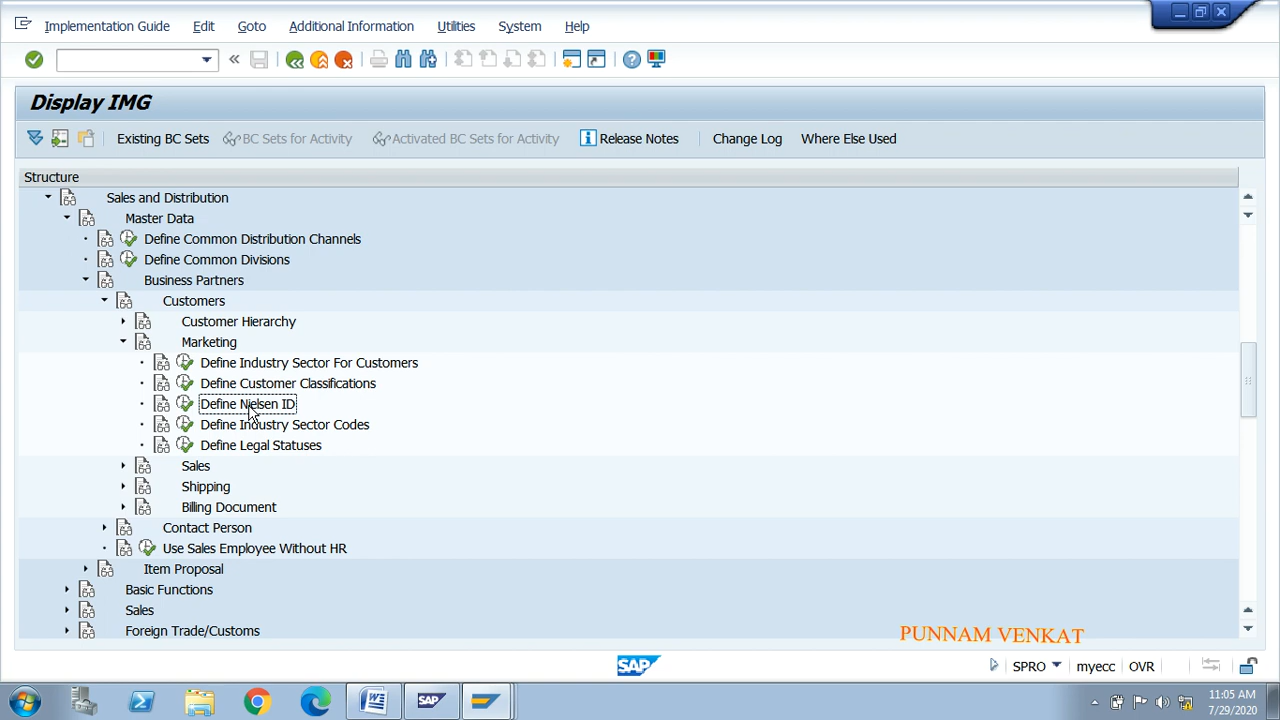 Implementation Guide Edit Goto Additional Information Utilities System Help
Display IMG
Existing BC Sets BC Sets for Activity Activated BC Sets for Activity Release Notes Change Log Where Else Used
Structure
Sales and Distribution
Master Data
Define Common Distribution Channels
Define Common Divisions
Business Partners
Customers
Customer Hierarchy
Marketing
Define Industry Sector For Customers
Define Customer Classifications
Define Nielsen ID
Define Industry Sector Codes
Define Legal Statuses
Sales
Shipping
Billing Document
Contact Person
Use Sales Employee Without HR
Item Proposal
Basic Functions
Sales
Foreign Trade/Customs
PUNNAM VENKAT
SAP SPRO myecc OVR
SAP
11:05 AM
7/29/2020